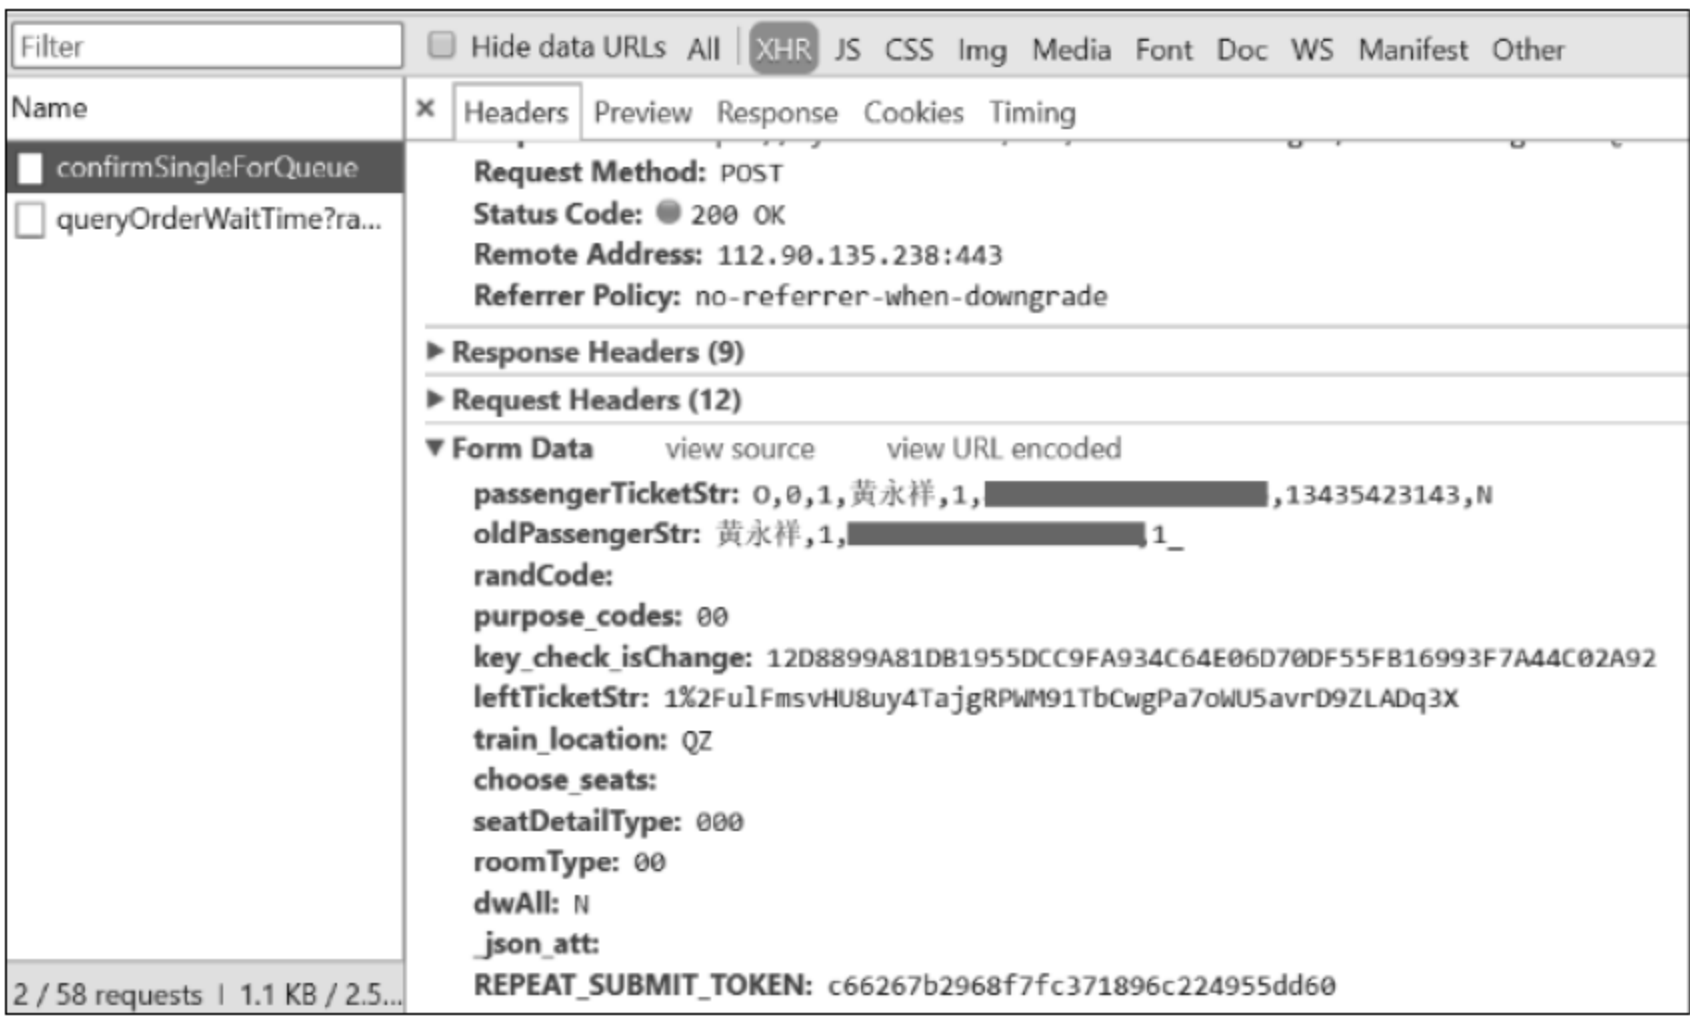 Filter
Hide data URLs All XHR JS CSS Img Media Font Doc WS Manifest Other
Name
× Headers Preview Response Cookies Timing
confirmSingleForQueue
queryOrderWaitTime?ra...
Request Method: POST
Status Code: 200 OK
Remote Address: 112.90.135.238:443
Referrer Policy: no-referrer-when-downgrade
Response Headers (9)
Request Headers (12)
Form Data view source view URL encoded
passengerTicketStr: O,0,1,黄永祥,1, ,13435423143,N
oldPassengerStr: 黄永祥,1, ,1_
randCode:
purpose_codes: 00
key_check_isChange: 12D8899A81DB1955DCC9FA934C64E06D70DF55FB16993F7A44C02A92
leftTicketStr: 1%2FulFmsvHU8uy4TajgRPWM91TbCwgPa7oWU5avrD9ZLADq3X
train_location: QZ
choose_seats:
seatDetailType: 000
roomType: 00
dwAll: N
_json_att:
REPEAT_SUBMIT_TOKEN: c66267b2968f7fc371896c224955dd60
2 / 58 requests | 1.1 KB / 2.5...